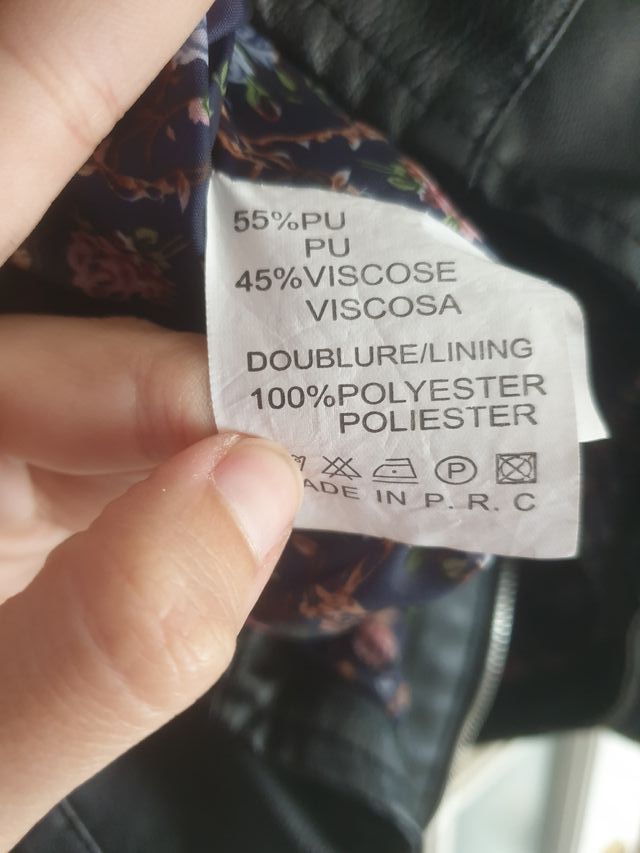 55%PU
PU
45%VISCOSE
VISCOSA
DOUBLURE/LINING
100%POLYESTER
POLIESTER
P
ADE IN P. R. C